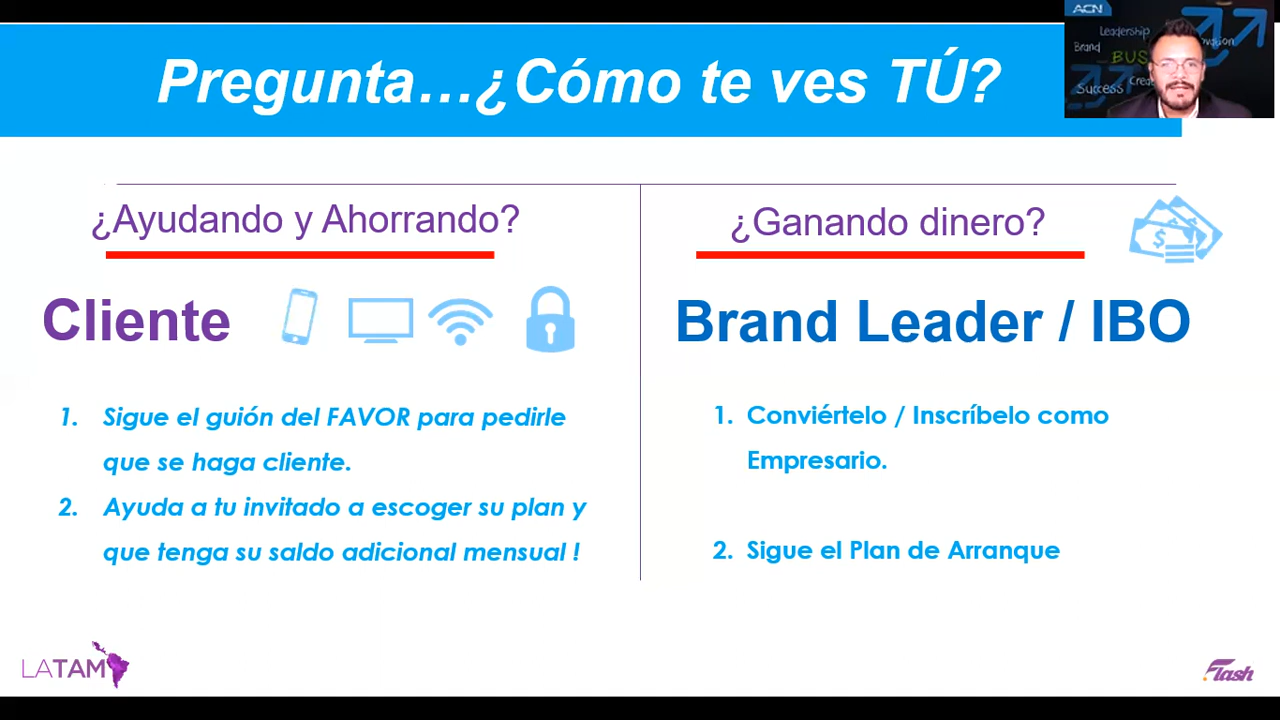 Pregunta…¿Cómo te ves TÚ?
ACN
Leadership
Brand
BUS
Success
¿Ayudando y Ahorrando?
Cliente
1. Sigue el guión del FAVOR para pedirle
que se haga cliente.
2. Ayuda a tu invitado a escoger su plan y
que tenga su saldo adicional mensual !
¿Ganando dinero?
Brand Leader / IBO
1. Conviértelo / Inscríbelo como
Empresario.
2. Sigue el Plan de Arranque
LATAM
Flash